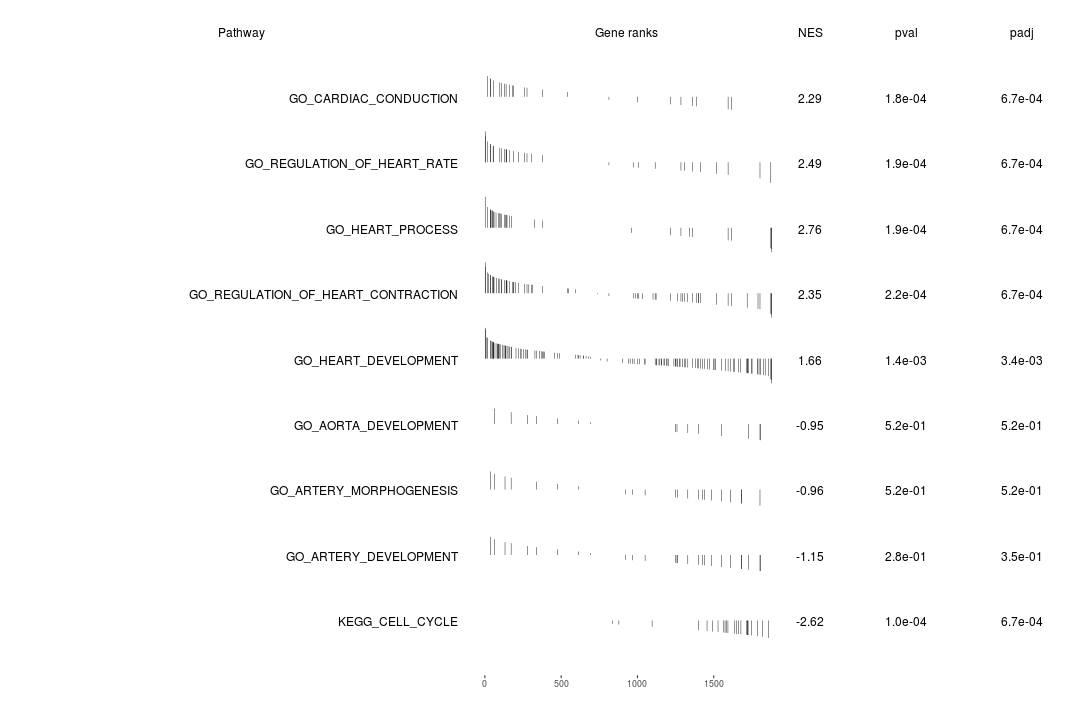 Pathway Gene ranks NES pval padj
GO_CARDIAC_CONDUCTION 2.29 1.8e-04 6.7e-04
GO_REGULATION_OF_HEART_RATE 2.49 1.9e-04 6.7e-04
GO_HEART_PROCESS 2.76 1.9e-04 6.7e-04
GO_REGULATION_OF_HEART_CONTRACTION 2.35 2.2e-04 6.7e-04
GO_HEART_DEVELOPMENT 1.66 1.4e-03 3.4e-03
GO_AORTA_DEVELOPMENT -0.95 5.2e-01 5.2e-01
GO_ARTERY_MORPHOGENESIS -0.96 5.2e-01 5.2e-01
GO_ARTERY_DEVELOPMENT -1.15 2.8e-01 3.5e-01
KEGG_CELL_CYCLE -2.62 1.0e-04 6.7e-04
0 500 1000 1500